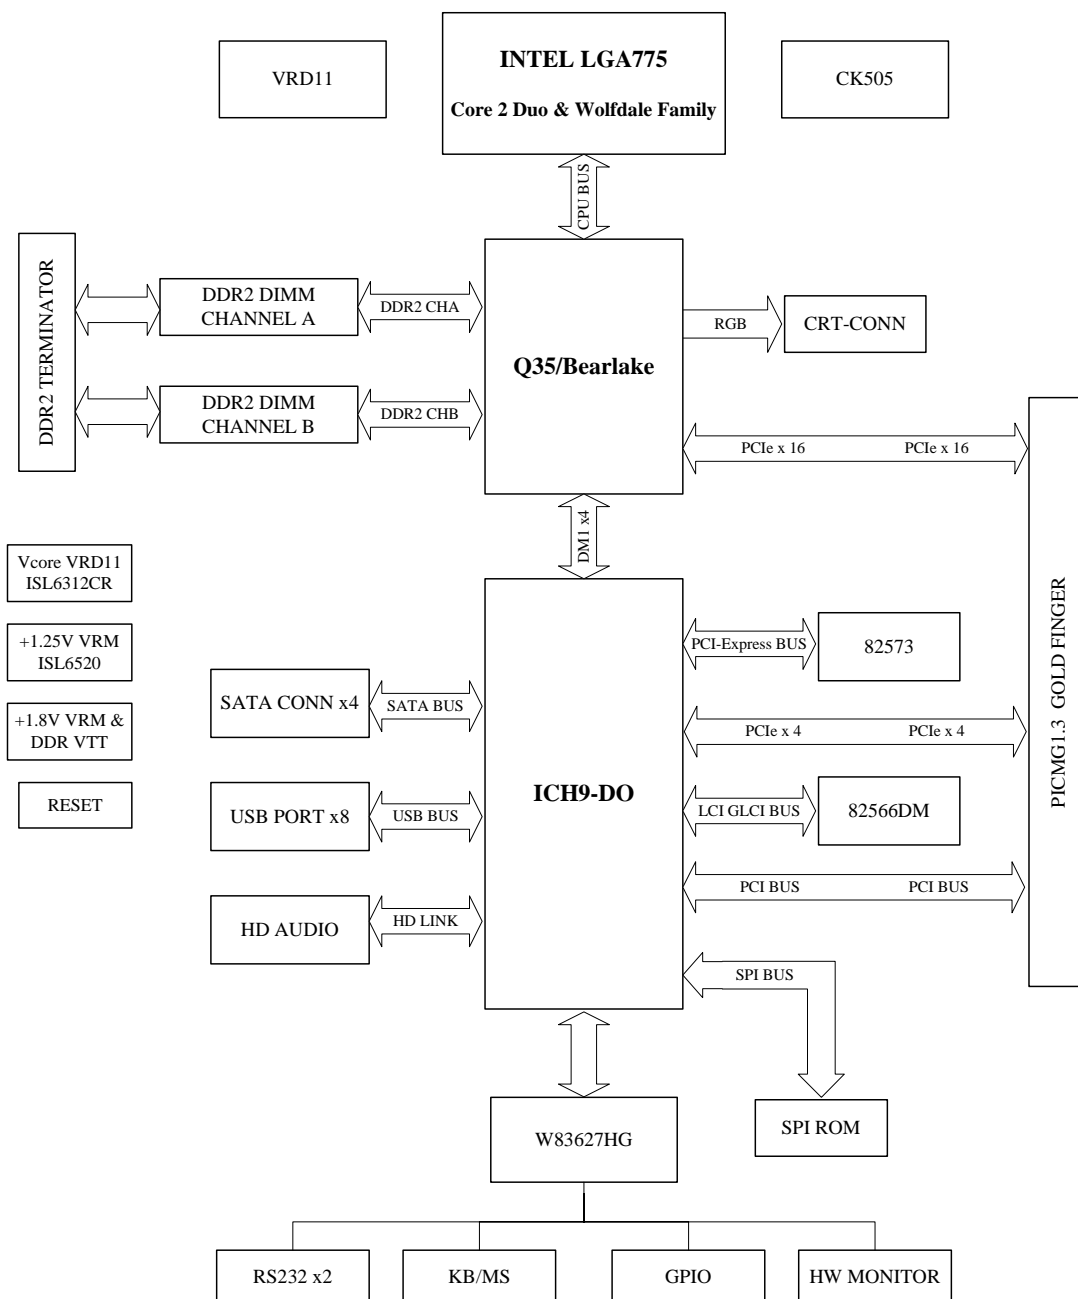 INTEL LGA775
Core 2 Duo & Wolfdale Family
VRD11
CK505
CPU BUS
DDR2 TERMINATOR
DDR2 DIMM
CHANNEL A
DDR2 CHA
DDR2 DIMM
CHANNEL B
DDR2 CHB
Q35/Bearlake
RGB
CRT-CONN
PCIe x 16
PCIe x 16
PICMG1.3 GOLD FINGER
DM1 x4
Vcore VRD11
ISL6312CR
+1.25V VRM
ISL6520
+1.8V VRM &
DDR VTT
RESET
SATA CONN x4
SATA BUS
USB PORT x8
USB BUS
HD AUDIO
HD LINK
ICH9-DO
PCI-Express BUS
82573
PCIe x 4
PCIe x 4
LCI GLCI BUS
82566DM
PCI BUS
PCI BUS
SPI BUS
SPI ROM
W83627HG
RS232 x2
KB/MS
GPIO
HW MONITOR